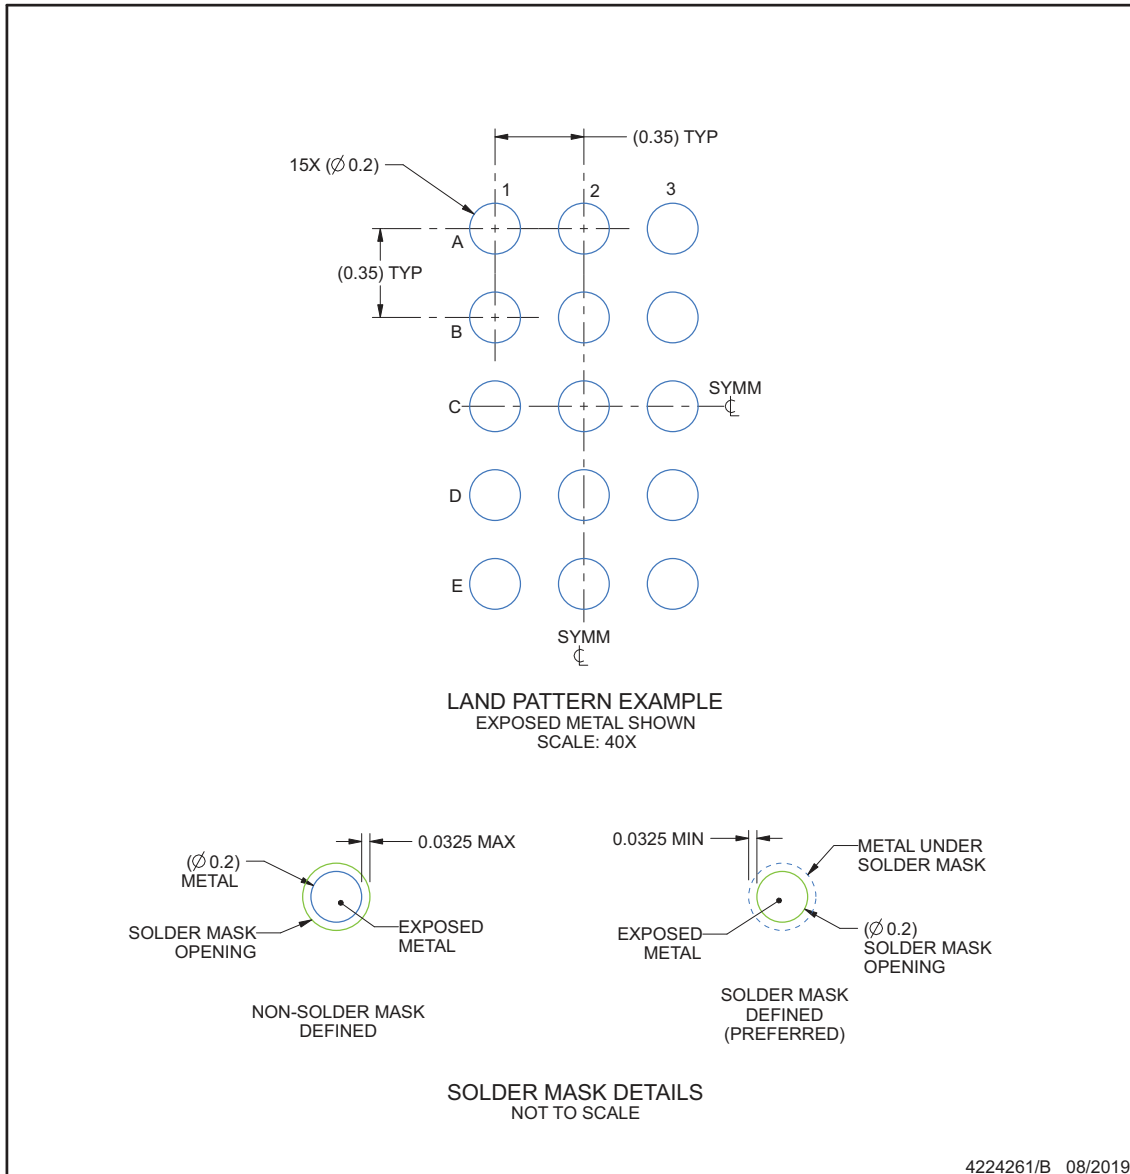 (0.35) TYP
15X (∅ 0.2)
1
2
3
A
(0.35) TYP
B
SYMM
C
D
E
SYMM
LAND PATTERN EXAMPLE
EXPOSED METAL SHOWN
SCALE: 40X
0.0325 MAX
0.0325 MIN
(∅ 0.2)
METAL
METAL UNDER
SOLDER MASK
SOLDER MASK
OPENING
EXPOSED
METAL
EXPOSED
METAL
(∅ 0.2)
SOLDER MASK
OPENING
NON-SOLDER MASK
DEFINED
SOLDER MASK
DEFINED
(PREFERRED)
SOLDER MASK DETAILS
NOT TO SCALE
4224261/B 08/2019